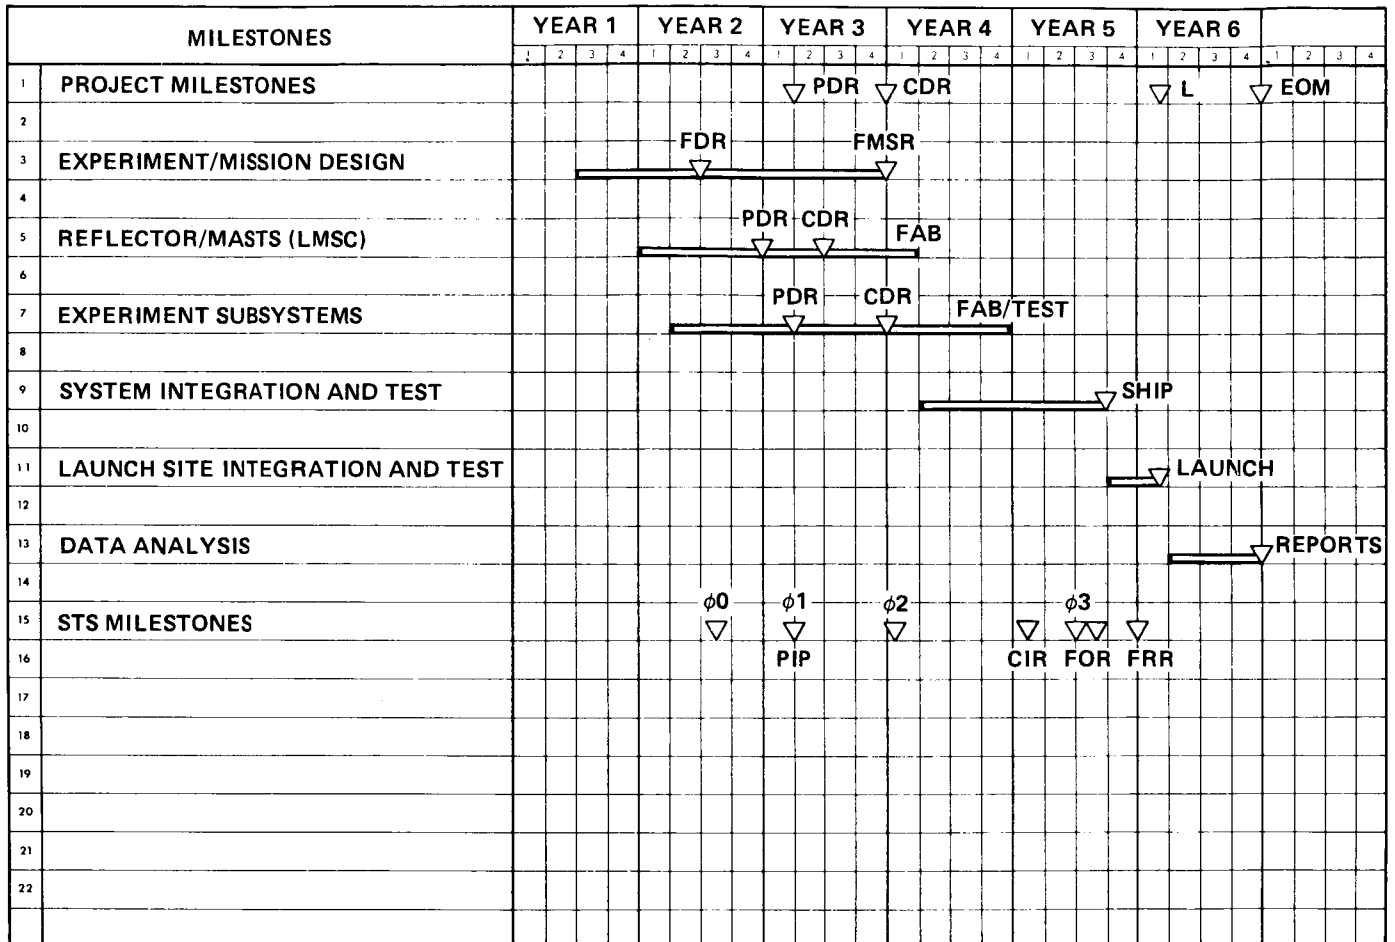 MILESTONES
YEAR 1 YEAR 2 YEAR 3 YEAR 4 YEAR 5 YEAR 6
1 2 3 4 1 2 3 4 1 2 3 4 1 2 3 4 1 2 3 4 1 2 3 4 1 2 3 4
1 PROJECT MILESTONES PDR CDR L EOM
2
FDR FMSR
3 EXPERIMENT/MISSION DESIGN
4
PDR CDR FAB
5 REFLECTOR/MASTS (LMSC)
6
PDR CDR FAB/TEST
7 EXPERIMENT SUBSYSTEMS
8
9 SYSTEM INTEGRATION AND TEST SHIP
10
11 LAUNCH SITE INTEGRATION AND TEST LAUNCH
12
13 DATA ANALYSIS REPORTS
14
φ0 φ1 φ2 φ3
15 STS MILESTONES
16 PIP CIR FOR FRR
17
18
19
20
21
22